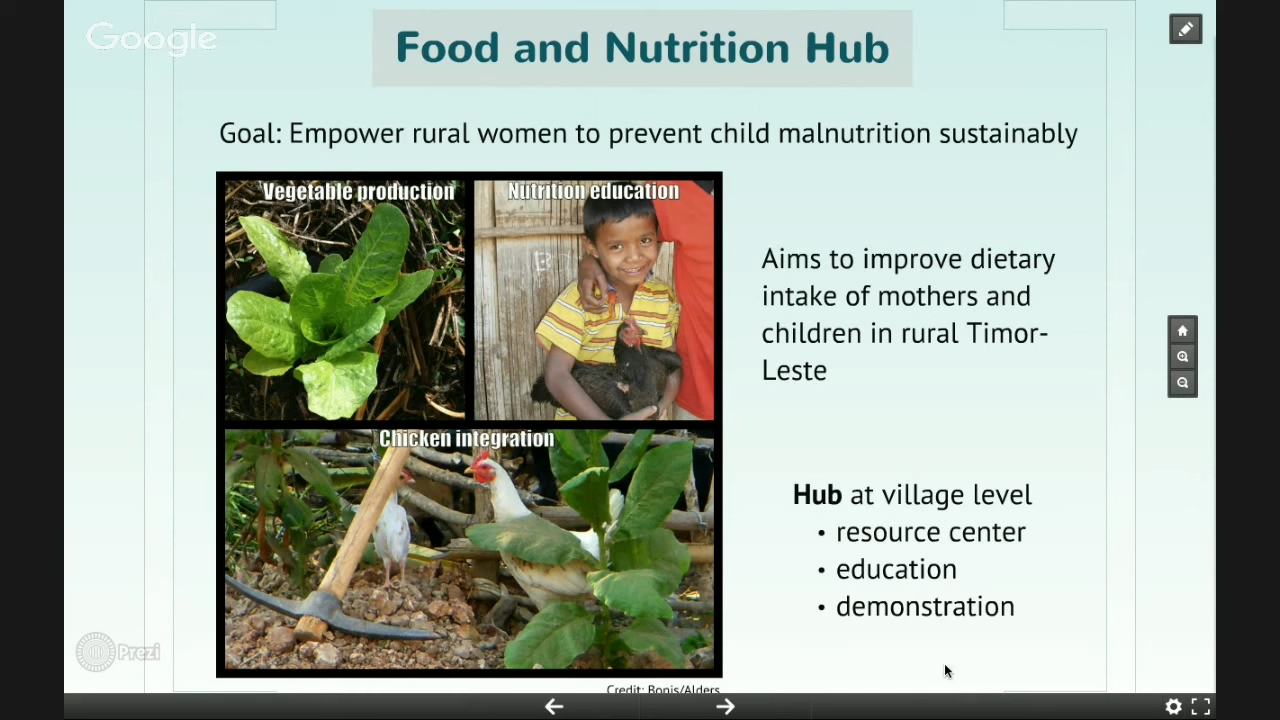 Google
Food and Nutrition Hub
Goal: Empower rural women to prevent child malnutrition sustainably
Vegetable production
Nutrition education
Aims to improve dietary
intake of mothers and
children in rural Timor-
Leste
Chicken integration
Hub at village level
• resource center
• education
• demonstration
Prezi
Credit: Bonis/Alders